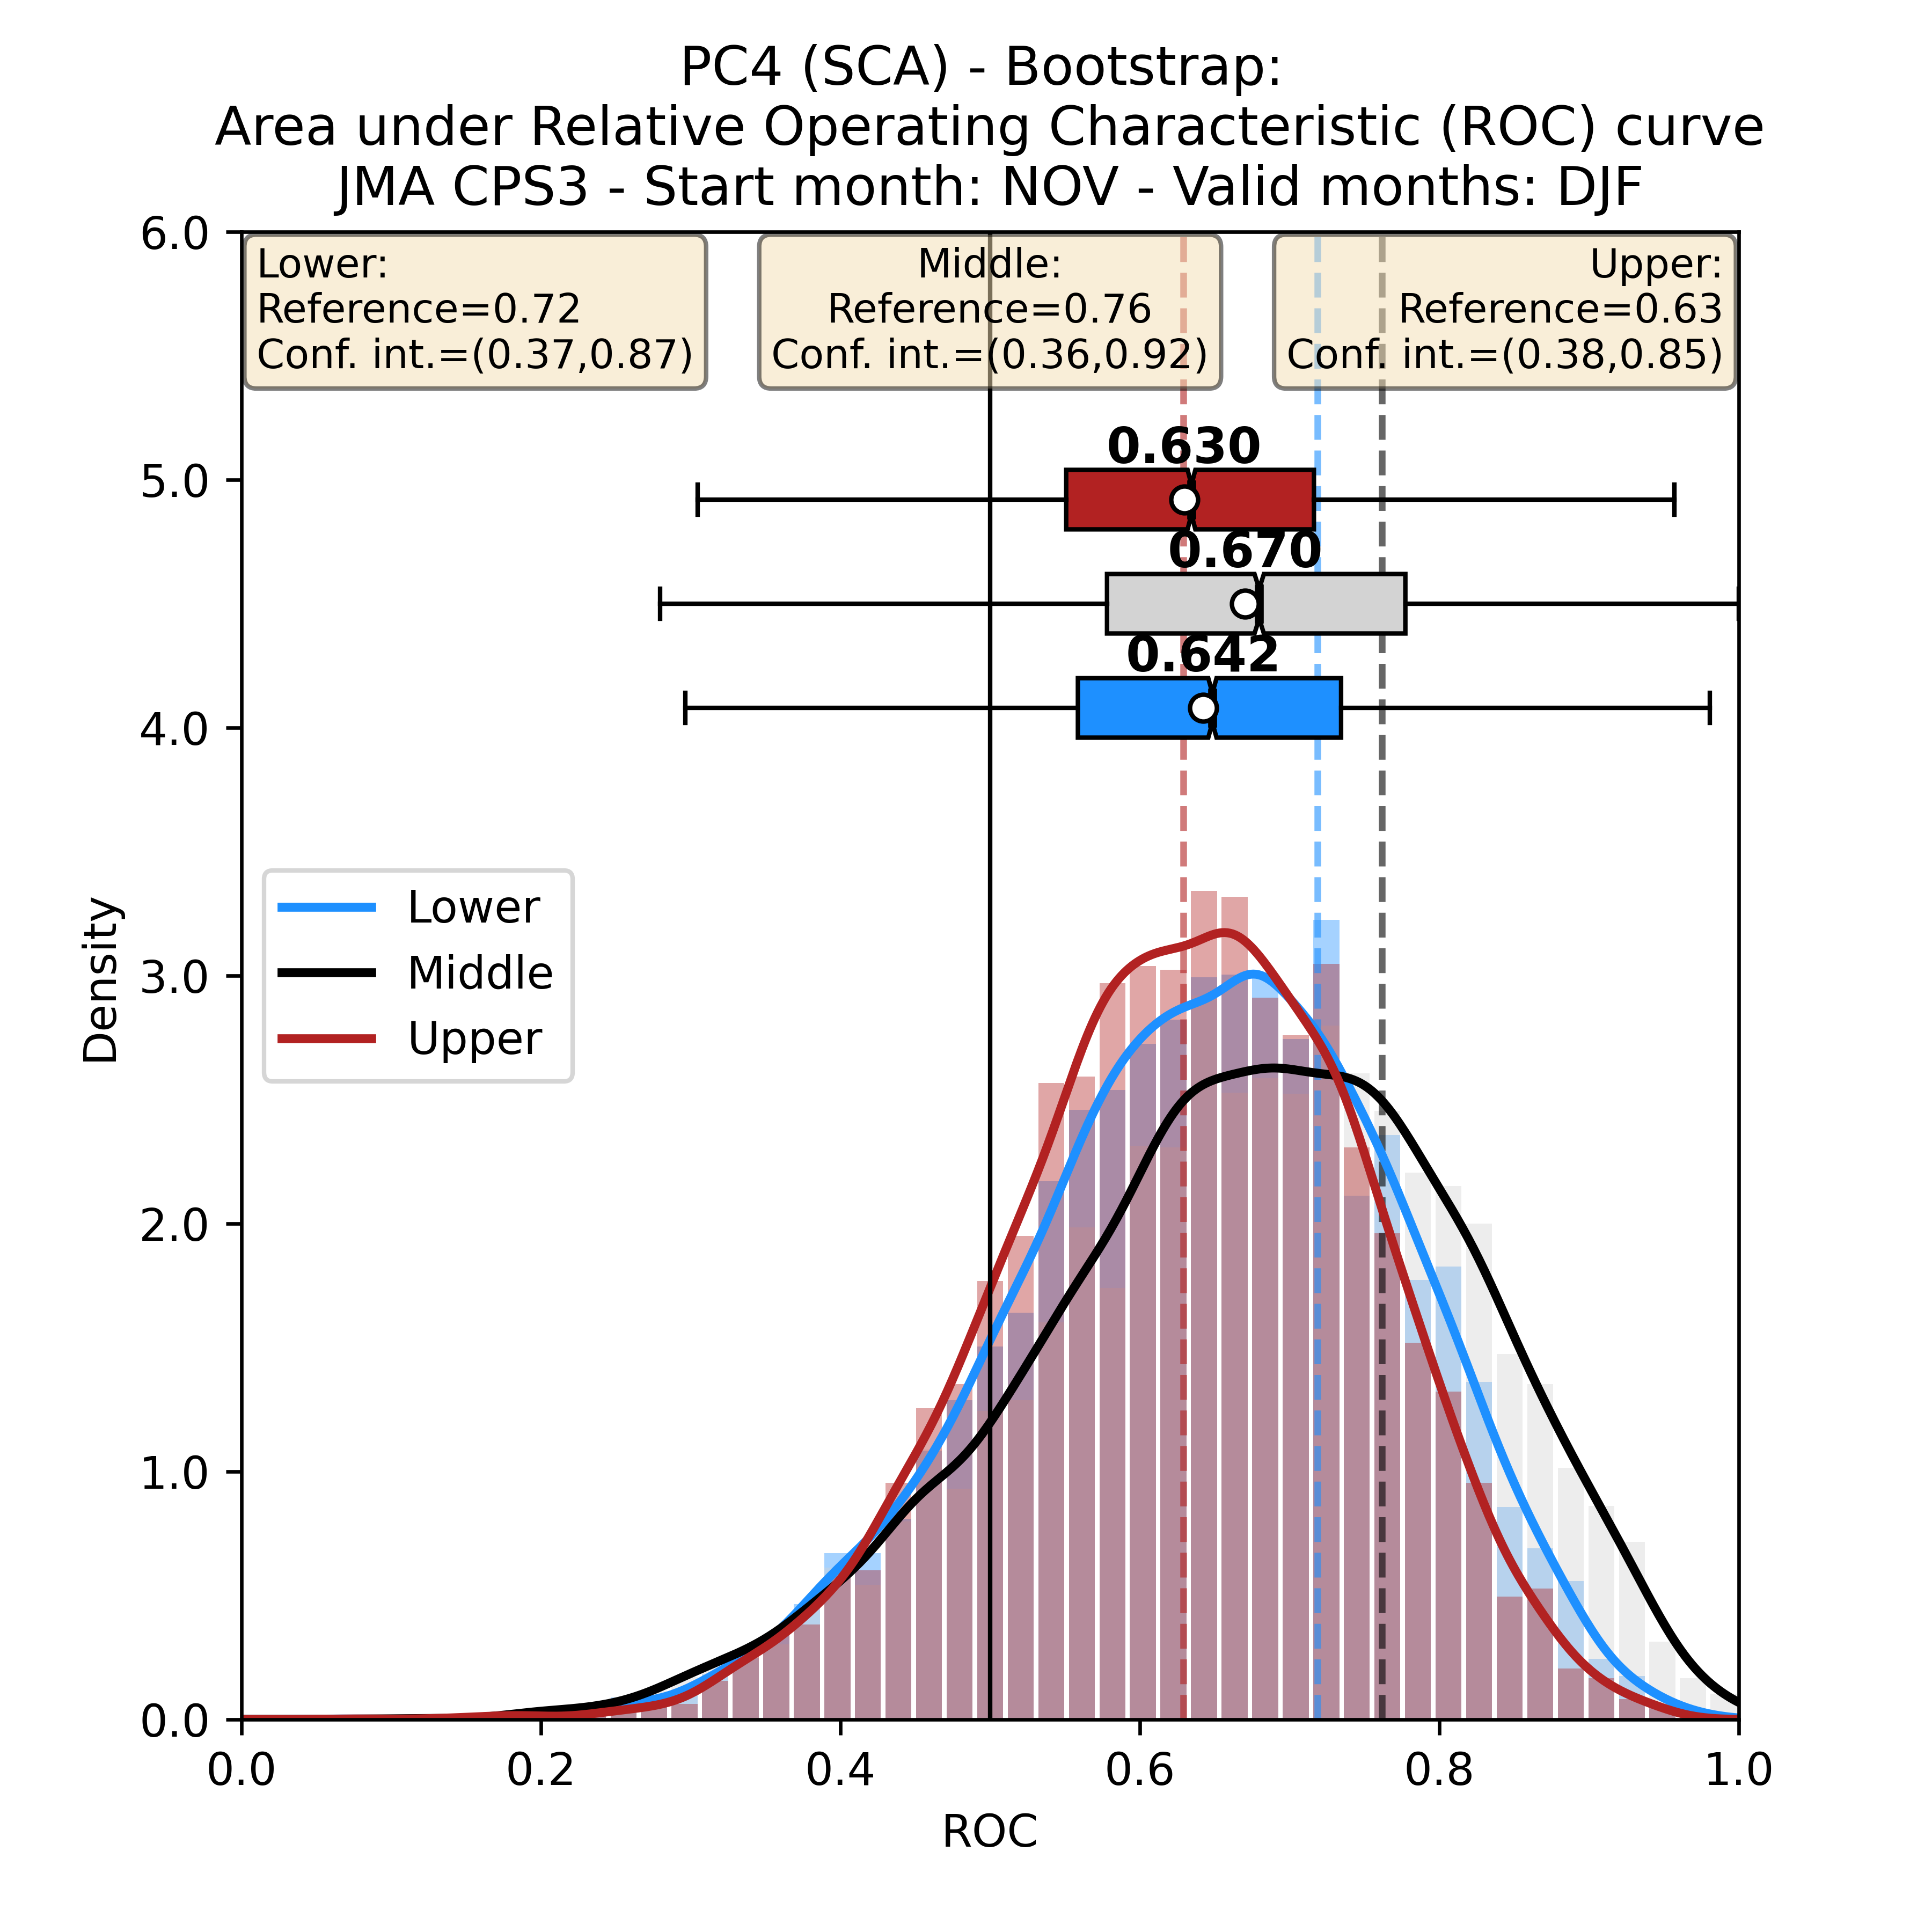 PC4 (SCA) - Bootstrap:
Area under Relative Operating Characteristic (ROC) curve
JMA CPS3 - Start month: NOV - Valid months: DJF
6.0
Lower:
Reference=0.72
Conf. int.=(0.37,0.87)
Middle:
Reference=0.76
Conf. int.=(0.36,0.92)
Upper:
Reference=0.63
Conf. int.=(0.38,0.85)
0.630
5.0
0.670
0.642
4.0
Lower
Middle
Upper
Density
3.0
2.0
1.0
0.0
0.0 0.2 0.4 0.6 0.8 1.0
ROC